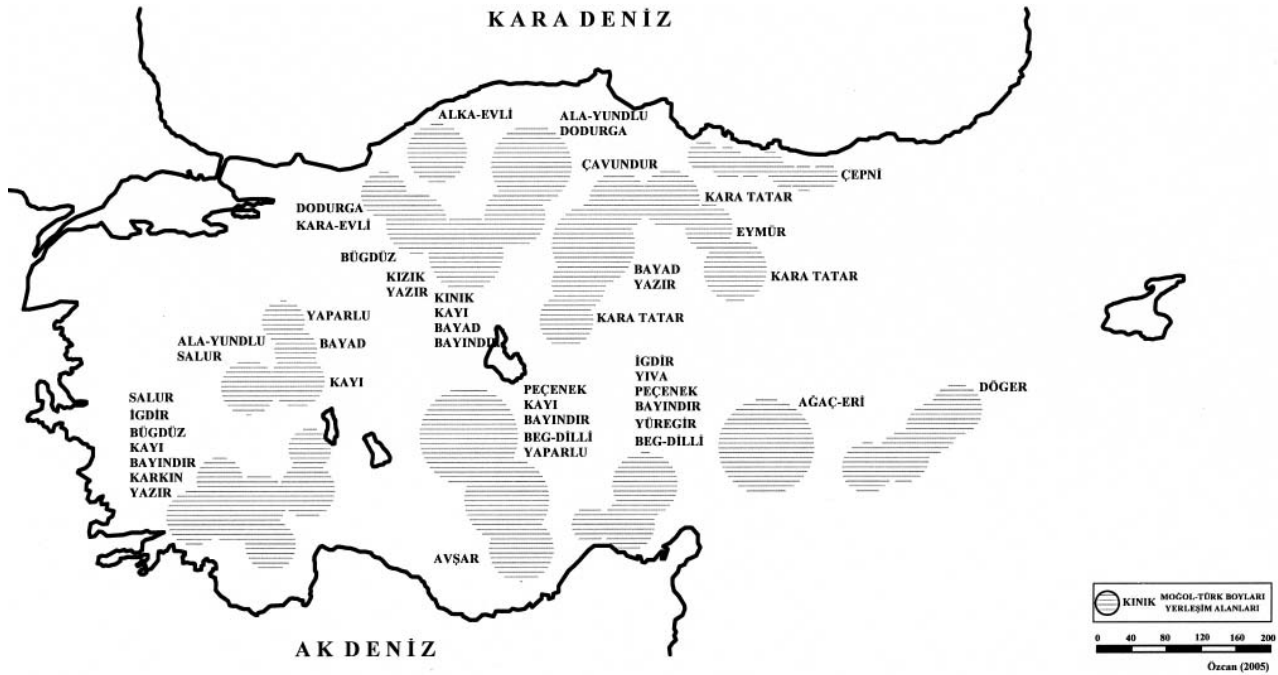 KARA DENİZ
ALKA-EVLİ
ALA-YUNDLU
DODURGA
ÇAVUNDUR
ÇEPNİ
KARA TATAR
DODURGA
KARA-EVLİ
EYMÜR
BÜGDÜZ
KIZIK
YAZIR
BAYAD
YAZIR
KARA TATAR
KINIK
KAYI
BAYAD
BAYINDIR
KARA TATAR
YAPARLU
ALA-YUNDLU
SALUR
BAYAD
KAYI
SALUR
İGDİR
BÜGDÜZ
KAYI
BAYINDIR
KARKIN
YAZIR
PEÇENEK
KAYI
BAYINDIR
BEG-DİLLİ
YAPARLU
İGDİR
YIVA
PEÇENEK
BAYINDIR
YÜREGİR
BEG-DİLLİ
AĞAÇ-ERİ
DÖGER
AVŞAR
AK DENİZ
KINIK MOĞOL-TÜRK BOYLARI
YERLEŞİM ALANLARI
0 40 80 120 160 200
Özcan (2005)